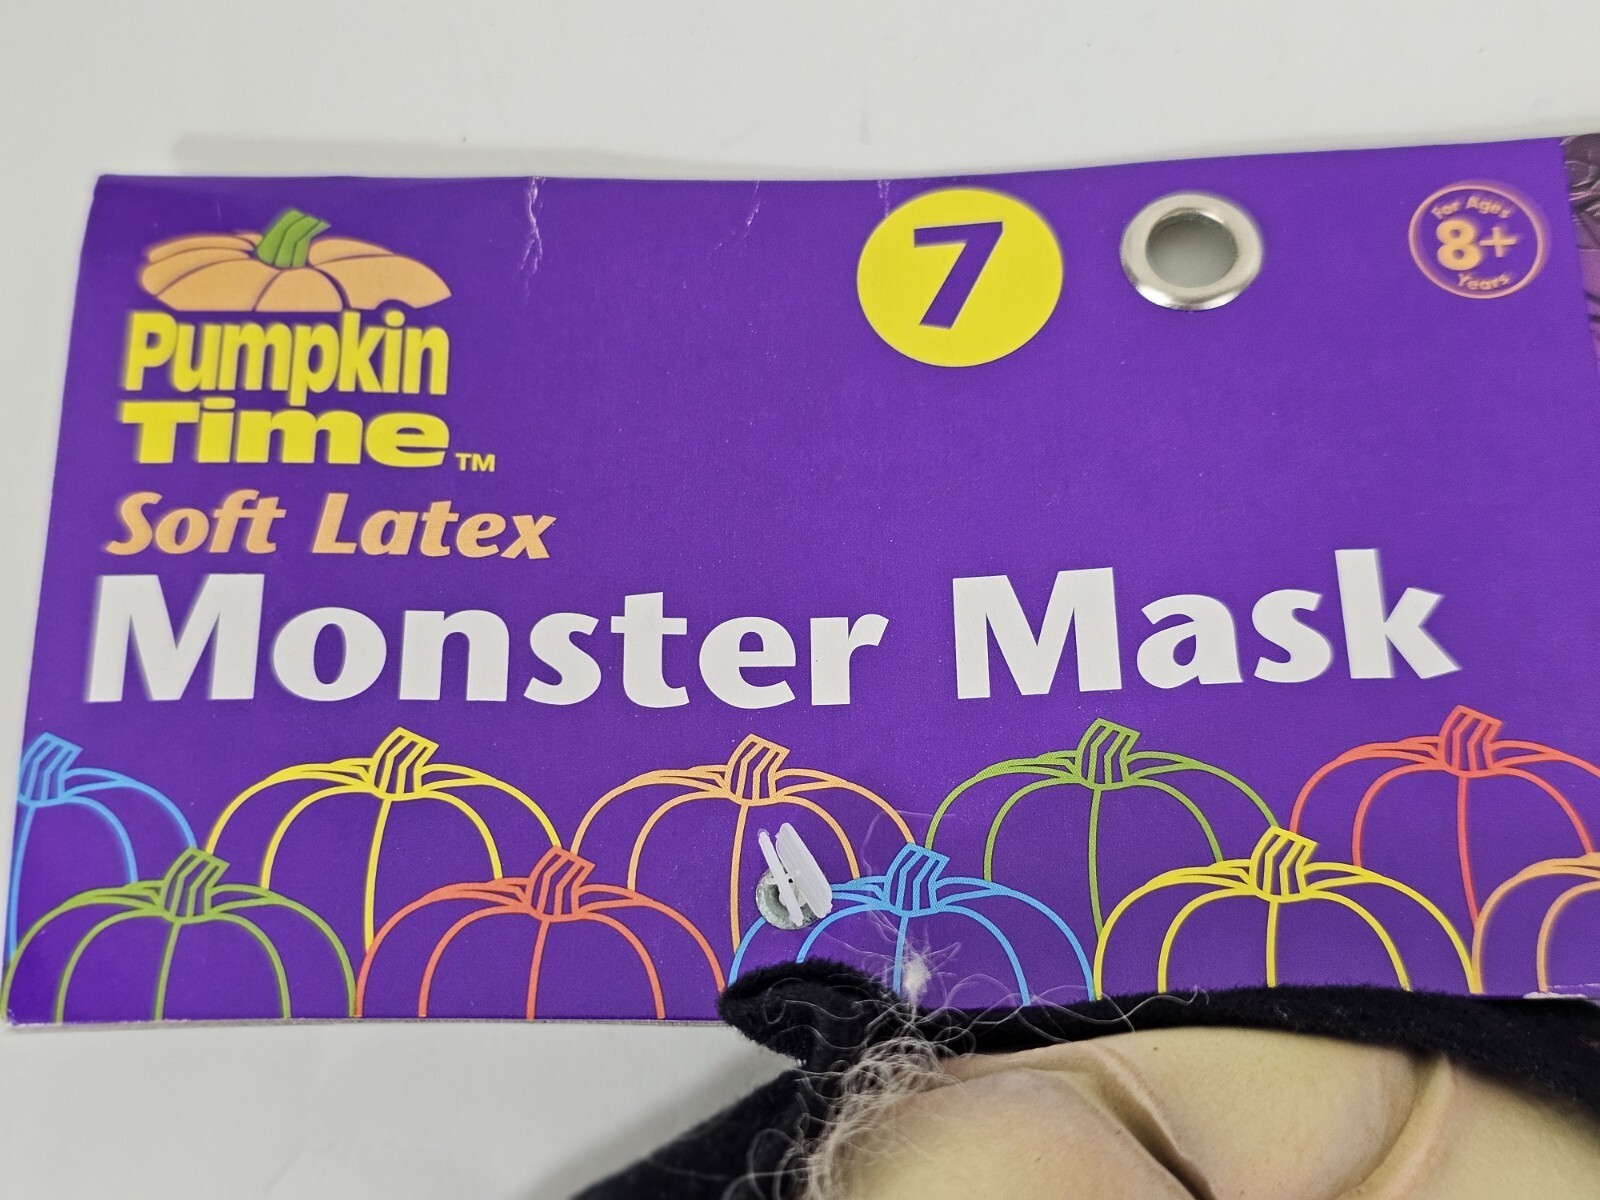 7
For Ages
8+
Years
Pumpkin
Time™
Soft Latex
Monster Mask